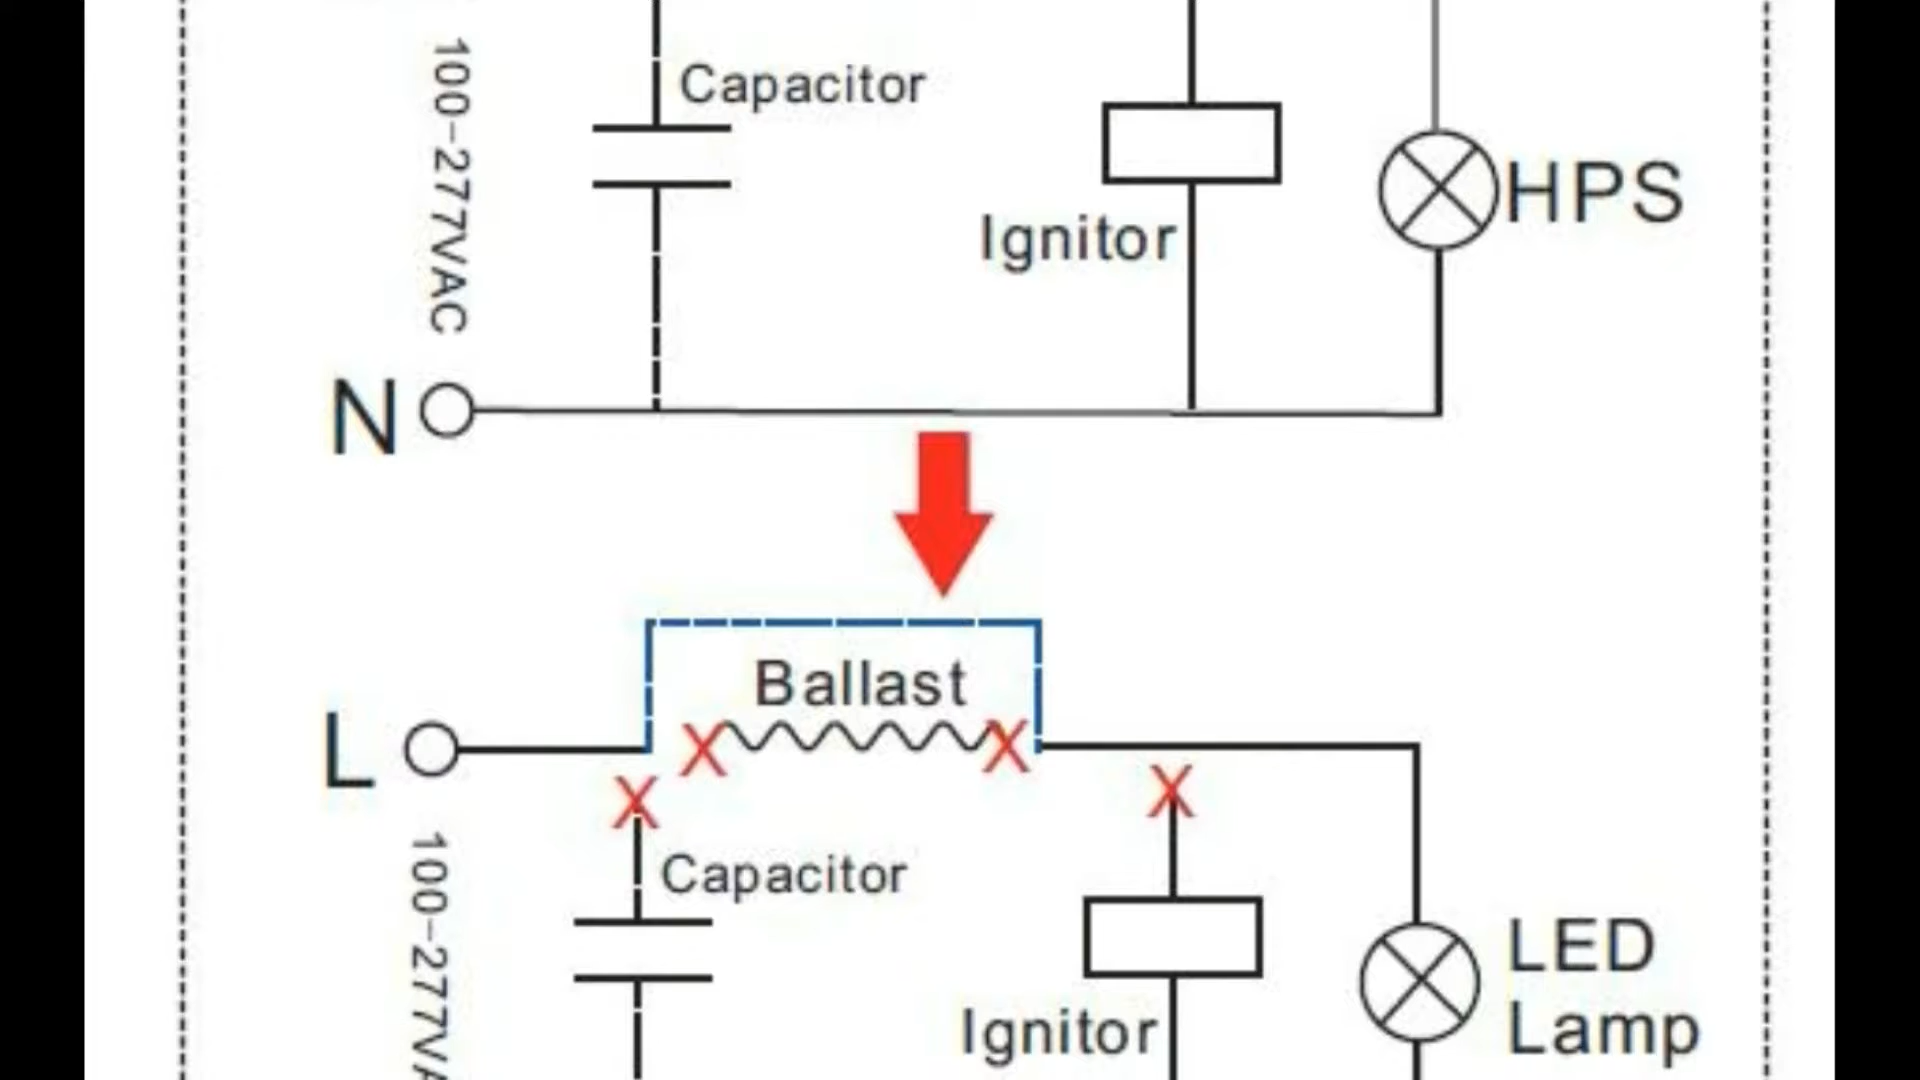 100-277VAC
Capacitor
HPS
Ignitor
N
Ballast
L
X
X
X
X
100-277VA
Capacitor
LED
Lamp
Ignitor